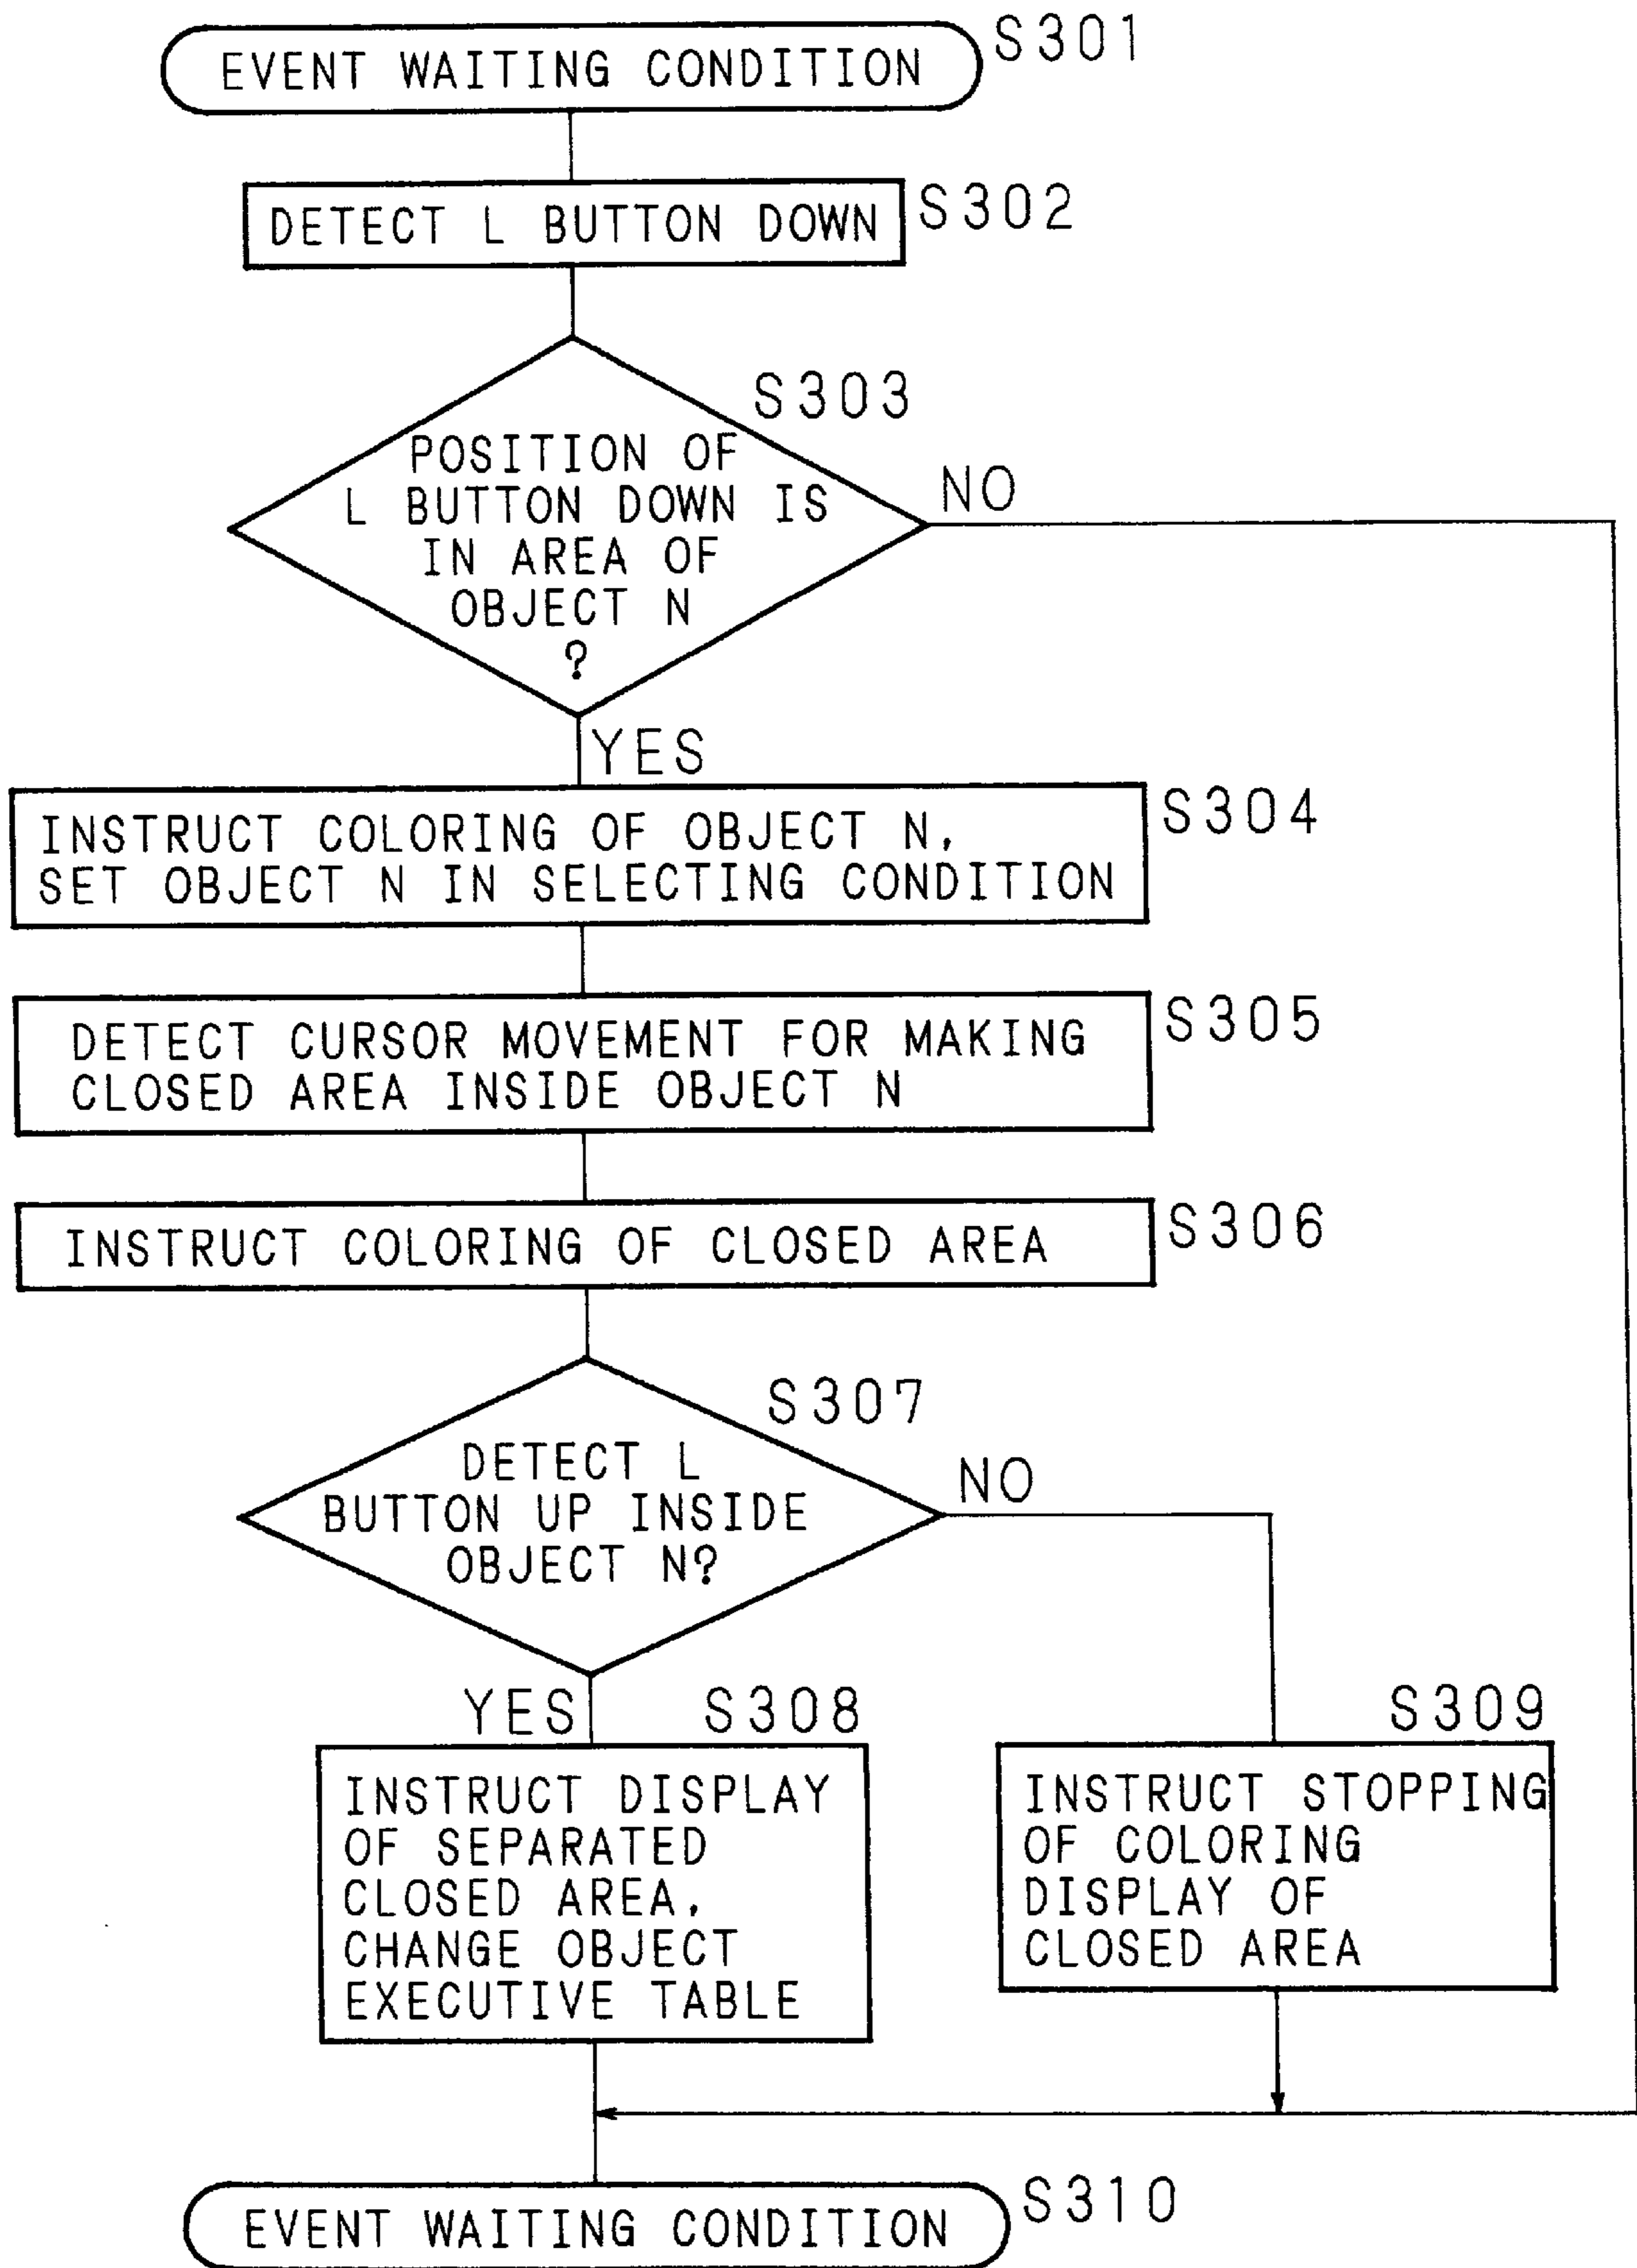 EVENT WAITING CONDITION
S301
DETECT L BUTTON DOWN
S302
S303
POSITION OF
L BUTTON DOWN IS
IN AREA OF
OBJECT N
?
NO
YES
S304
INSTRUCT COLORING OF OBJECT N,
SET OBJECT N IN SELECTING CONDITION
S305
DETECT CURSOR MOVEMENT FOR MAKING
CLOSED AREA INSIDE OBJECT N
S306
INSTRUCT COLORING OF CLOSED AREA
S307
DETECT L
BUTTON UP INSIDE
OBJECT N?
NO
YES
S308
INSTRUCT DISPLAY
OF SEPARATED
CLOSED AREA,
CHANGE OBJECT
EXECUTIVE TABLE
S309
INSTRUCT STOPPING
OF COLORING
DISPLAY OF
CLOSED AREA
EVENT WAITING CONDITION
S310